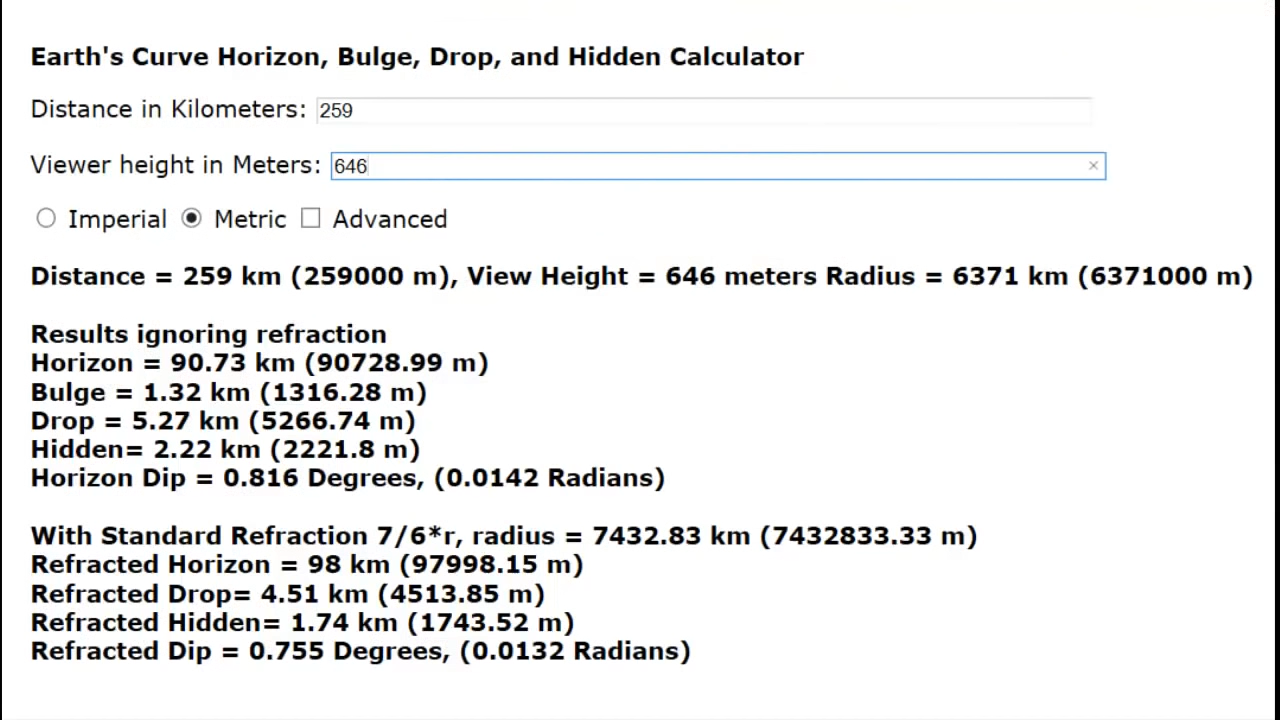 Earth's Curve Horizon, Bulge, Drop, and Hidden Calculator
Distance in Kilometers: 259
Viewer height in Meters: 646 ×
Imperial Metric Advanced
Distance = 259 km (259000 m), View Height = 646 meters Radius = 6371 km (6371000 m)
Results ignoring refraction
Horizon = 90.73 km (90728.99 m)
Bulge = 1.32 km (1316.28 m)
Drop = 5.27 km (5266.74 m)
Hidden= 2.22 km (2221.8 m)
Horizon Dip = 0.816 Degrees, (0.0142 Radians)
With Standard Refraction 7/6*r, radius = 7432.83 km (7432833.33 m)
Refracted Horizon = 98 km (97998.15 m)
Refracted Drop= 4.51 km (4513.85 m)
Refracted Hidden= 1.74 km (1743.52 m)
Refracted Dip = 0.755 Degrees, (0.0132 Radians)